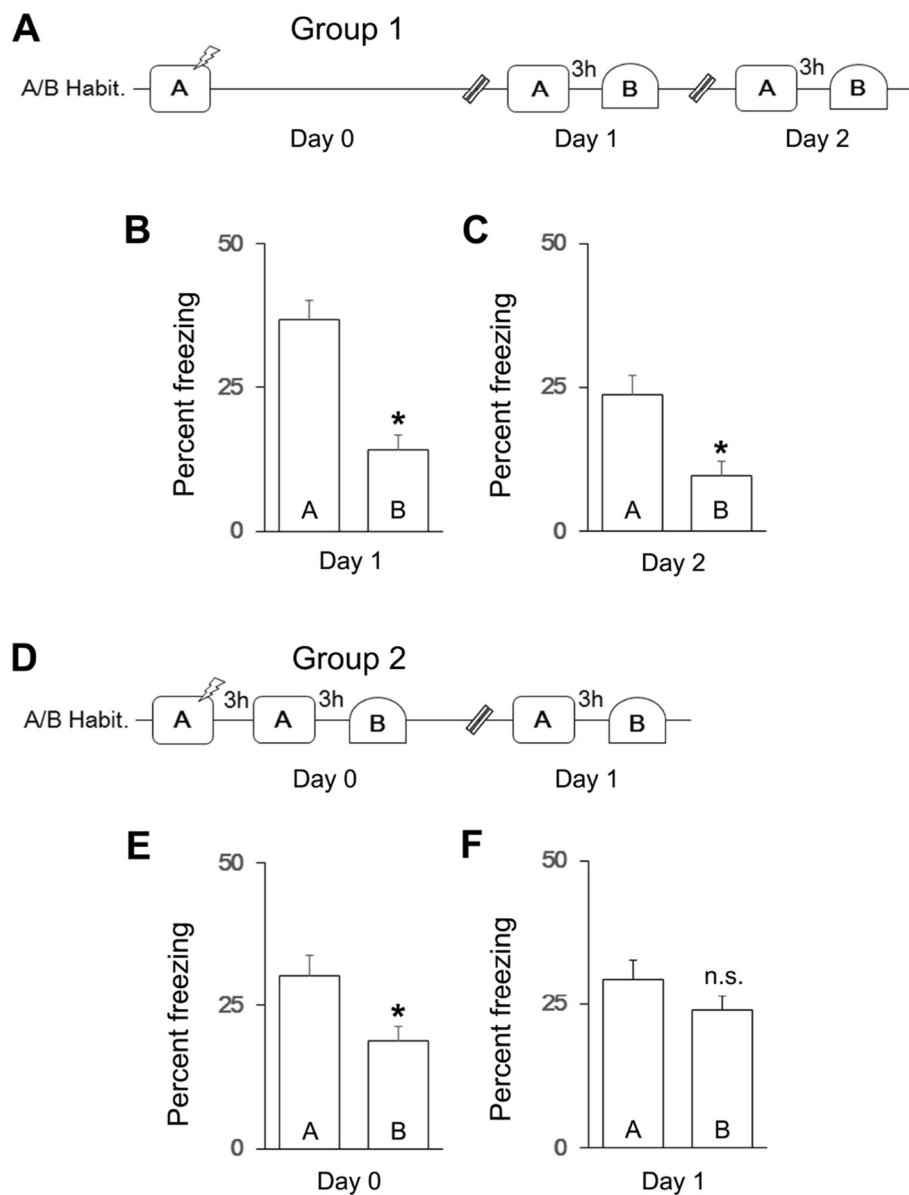 A
Group 1
A/B Habit. A 3h A B 3h A B
Day 0 Day 1 Day 2
B C
50 50
Percent freezing Percent freezing
25 25
* *
A B A B
0 0
Day 1 Day 2
D
Group 2
A/B Habit. A 3h A 3h B A 3h B
Day 0 Day 1
E F
50 50
Percent freezing Percent freezing
25 25
* n.s.
A B A B
0 0
Day 0 Day 1